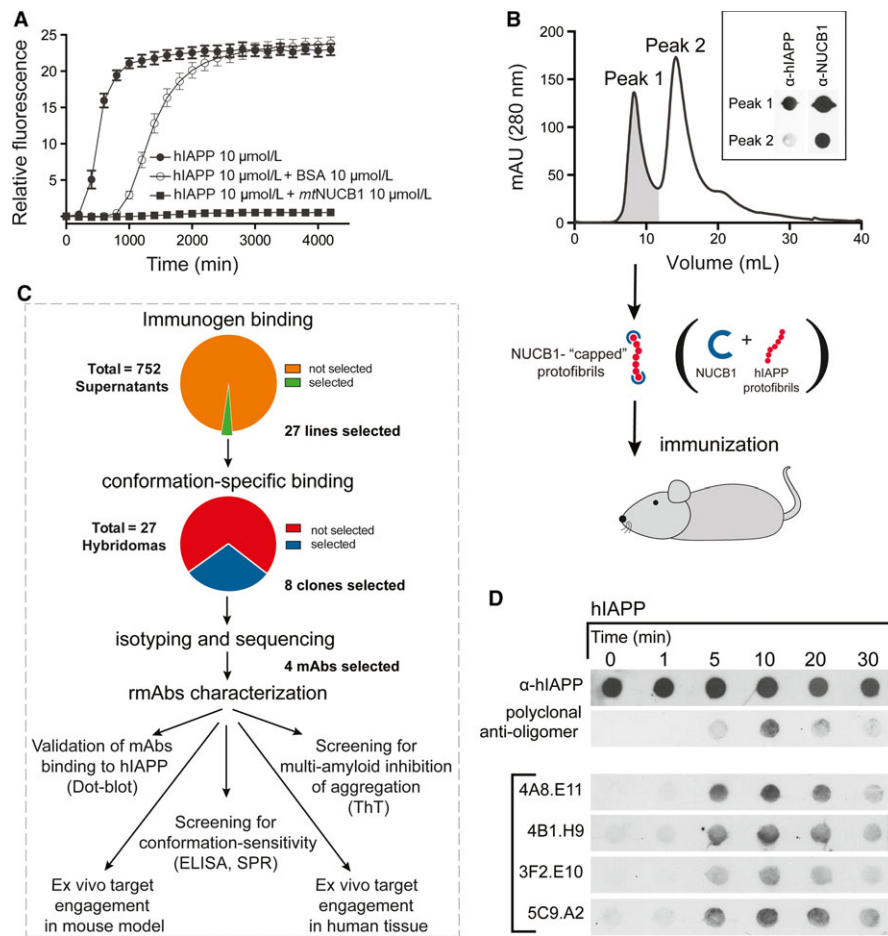 A
Relative fluorescence
25
20
15
10
5
0
hIAPP 10 µmol/L
hIAPP 10 µmol/L + BSA 10 µmol/L
hIAPP 10 µmol/L + mtNUCB1 10 µmol/L
0 1000 2000 3000 4000
Time (min)
B
mAU (280 nm)
200
150
100
50
0
Peak 1
Peak 2
α-hIAPP
α-NUCB1
Peak 1
Peak 2
0 10 20 30 40
Volume (mL)
NUCB1- “capped”
protofibrils
NUCB1
+
hIAPP
protofibrils
immunization
C
Immunogen binding
Total = 752
Supernatants
not selected
selected
27 lines selected
conformation-specific binding
Total = 27
Hybridomas
not selected
selected
8 clones selected
isotyping and sequencing
4 mAbs selected
rmAbs characterization
Validation of mAbs
binding to hIAPP
(Dot-blot)
Screening for
multi-amyloid inhibition
of aggregation
(ThT)
Screening for
conformation-sensitivity
(ELISA, SPR)
Ex vivo target
engagement
in mouse model
Ex vivo target
engagement
in human tissue
D
hIAPP
Time (min)
0 1 5 10 20 30
α-hIAPP
polyclonal
anti-oligomer
4A8.E11
4B1.H9
3F2.E10
5C9.A2